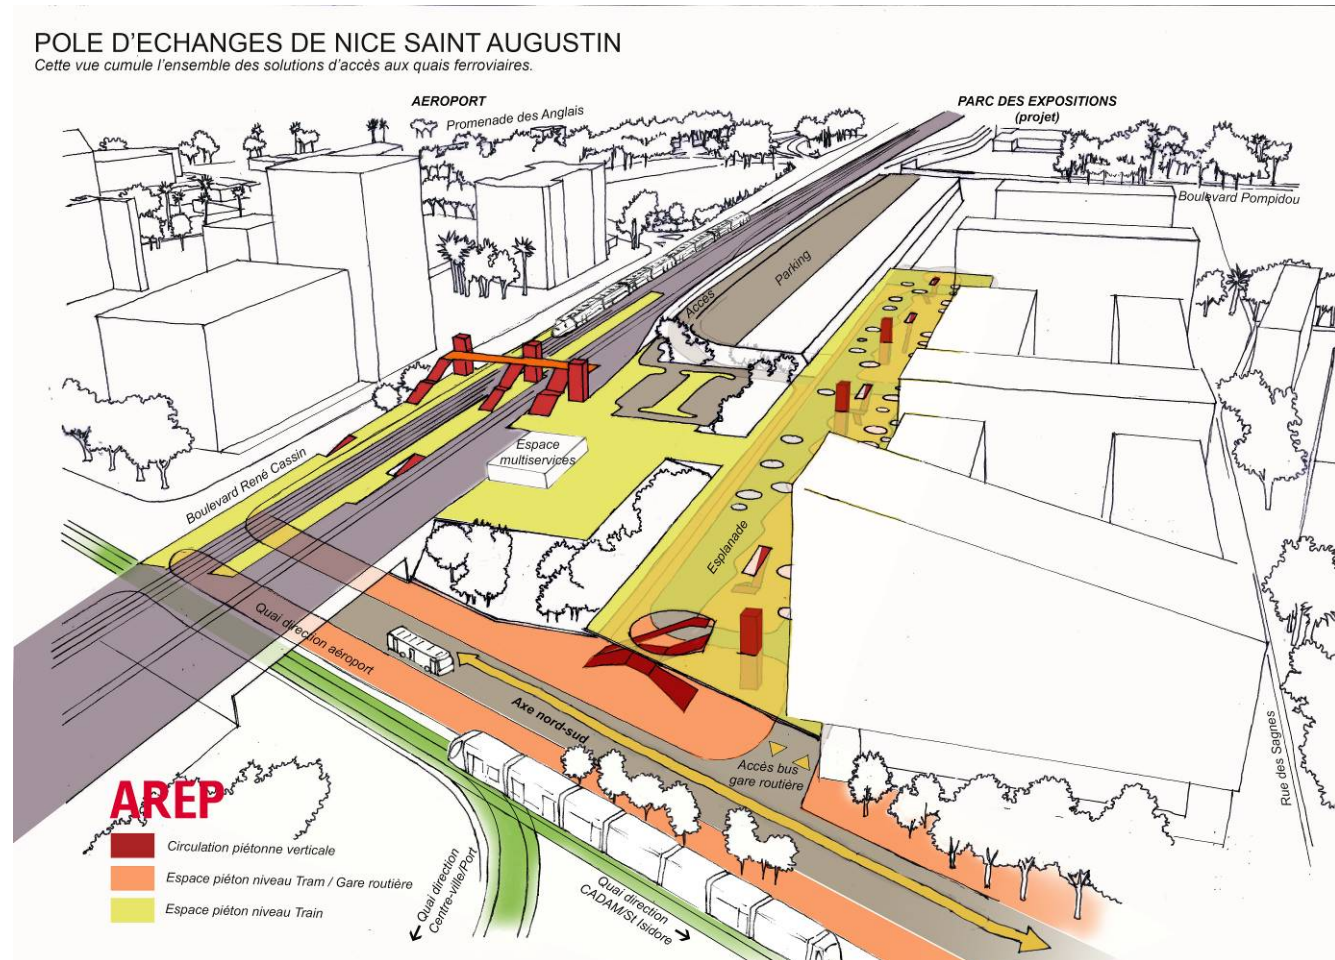 POLE D'ECHANGES DE NICE SAINT AUGUSTIN
Cette vue cumule l'ensemble des solutions d'accès aux quais ferroviaires.
AEROPORT
Promenade des Anglais
PARC DES EXPOSITIONS
(projet)
Boulevard Pompidou
Parking
Accès
Espace
multiservices
Boulevard René Cassin
Esplanade
Quai direction aéroport
Axe nord-sud
Accès bus
gare routière
Rue des Sagnes
AREP
Circulation piétonne verticale
Espace piéton niveau Tram / Gare routière
Espace piéton niveau Train
Quai direction
Centre-ville/Port
Quai direction
CADAM/St Isidore